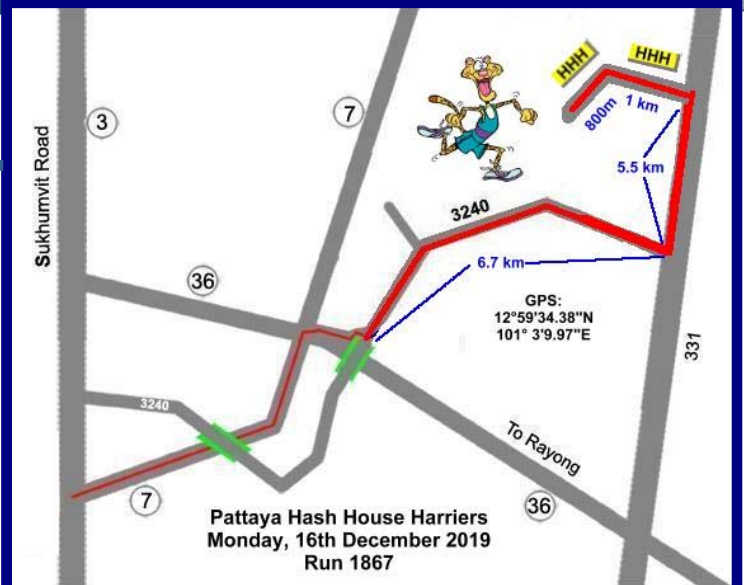 HHH
HHH
7
3
800m
1 km
Sukhumvit Road
5.5 km
3240
6.7 km
36
GPS:
12°59'34.38"N
101° 3'9.97"E
331
3240
To Rayong
7
36
Pattaya Hash House Harriers
Monday, 16th December 2019
Run 1867